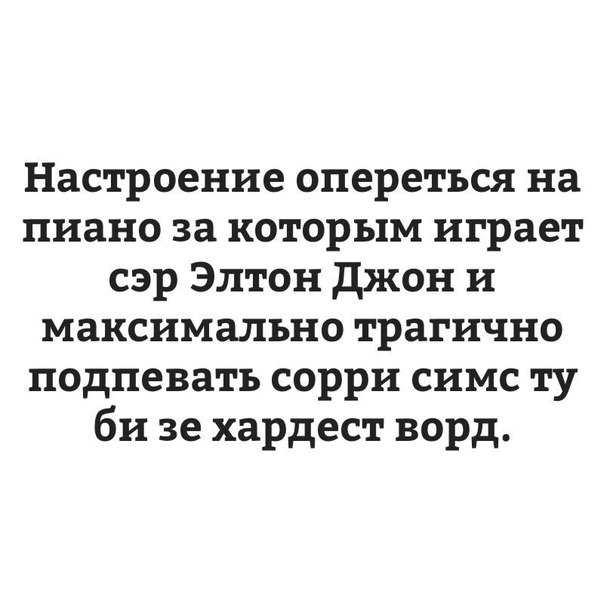 Настроение опереться на
пиано за которым играет
сэр Элтон Джон и
максимально трагично
подпевать сорри симс ту
би зе хардест ворд.